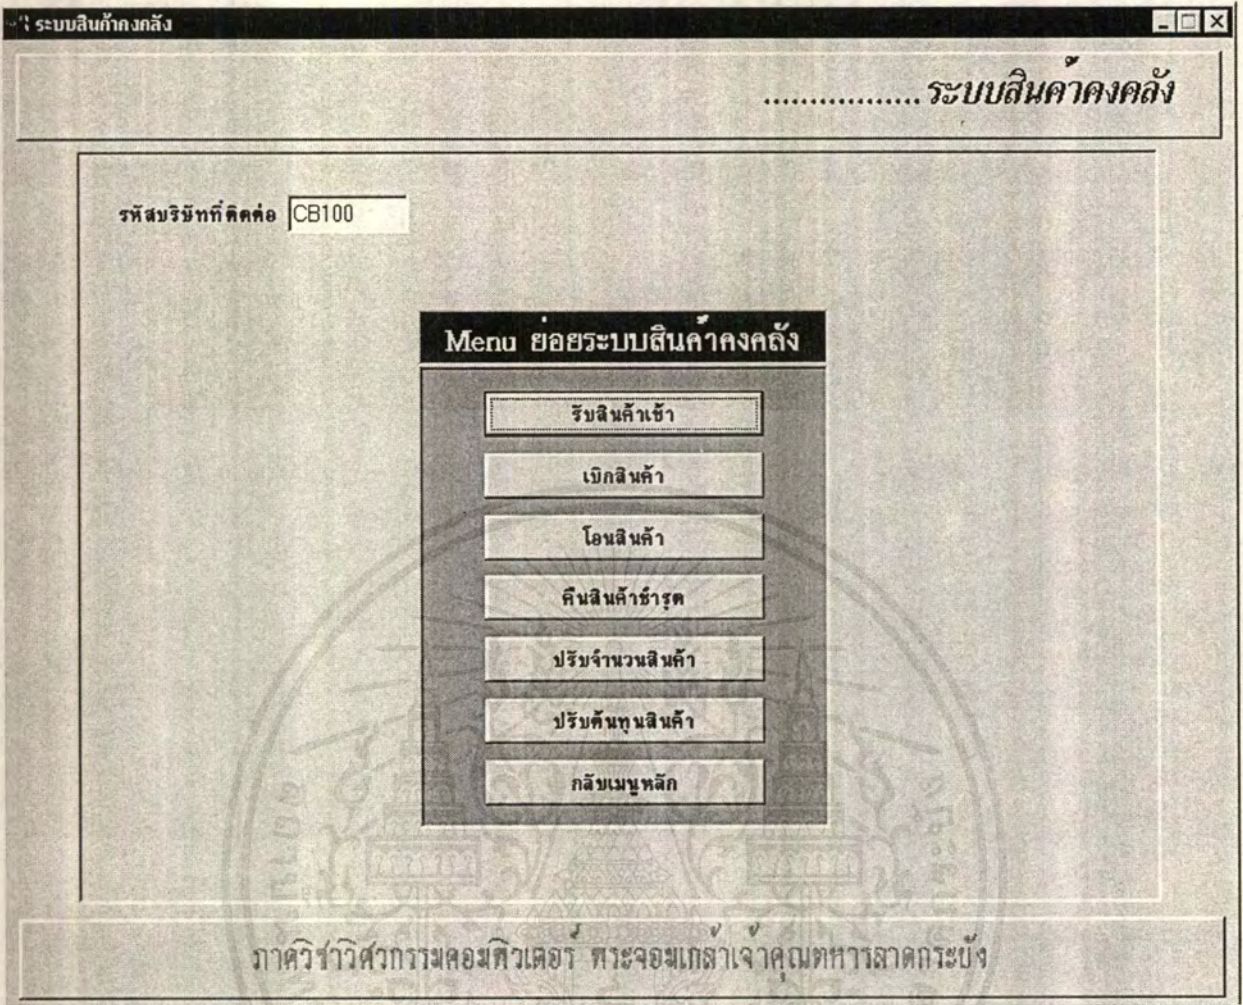 ระบบสินค้าคงคลัง
..................ระบบสินค้าคงคลัง
รหัสบริษัทที่ติดต่อ CB100
Menu ย่อยระบบสินค้าคงคลัง
รับสินค้าเข้า
เบิกสินค้า
โอนสินค้า
คืนสินค้าชำรุด
ปรับจำนวนสินค้า
ปรับต้นทุนสินค้า
กลับเมนูหลัก
ภาควิชาวิศวกรรมคอมพิวเตอร์ พระจอมเกล้าเจ้าคุณทหารลาดกระบัง